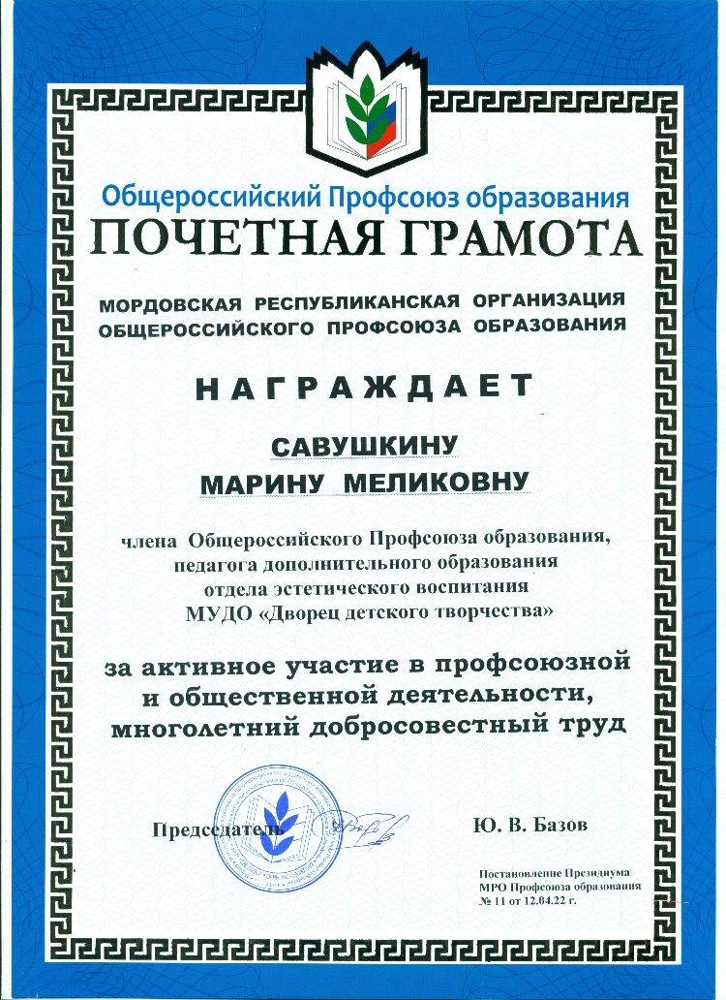 Общероссийский Профсоюз образования
ПОЧЕТНАЯ ГРАМОТА
МОРДОВСКАЯ РЕСПУБЛИКАНСКАЯ ОРГАНИЗАЦИЯ
ОБЩЕРОССИЙСКОГО ПРОФСОЮЗА ОБРАЗОВАНИЯ
НАГРАЖДАЕТ
САВУШКИНУ
МАРИНУ МЕЛИКОВНУ
члена Общероссийского Профсоюза образования,
педагога дополнительного образования
отдела эстетического воспитания
МУДО «Дворец детского творчества»
за активное участие в профсоюзной
и общественной деятельности,
многолетний добросовестный труд
Председатель
Ю. В. Базов
Постановление Президиума
МРО Профсоюза образования
№ 11 от 12.04.22 г.